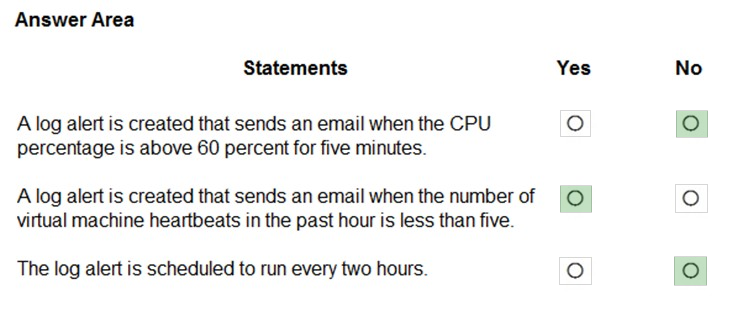 Answer Area
Statements Yes No
A log alert is created that sends an email when the CPU
percentage is above 60 percent for five minutes.
A log alert is created that sends an email when the number of
virtual machine heartbeats in the past hour is less than five.
The log alert is scheduled to run every two hours.